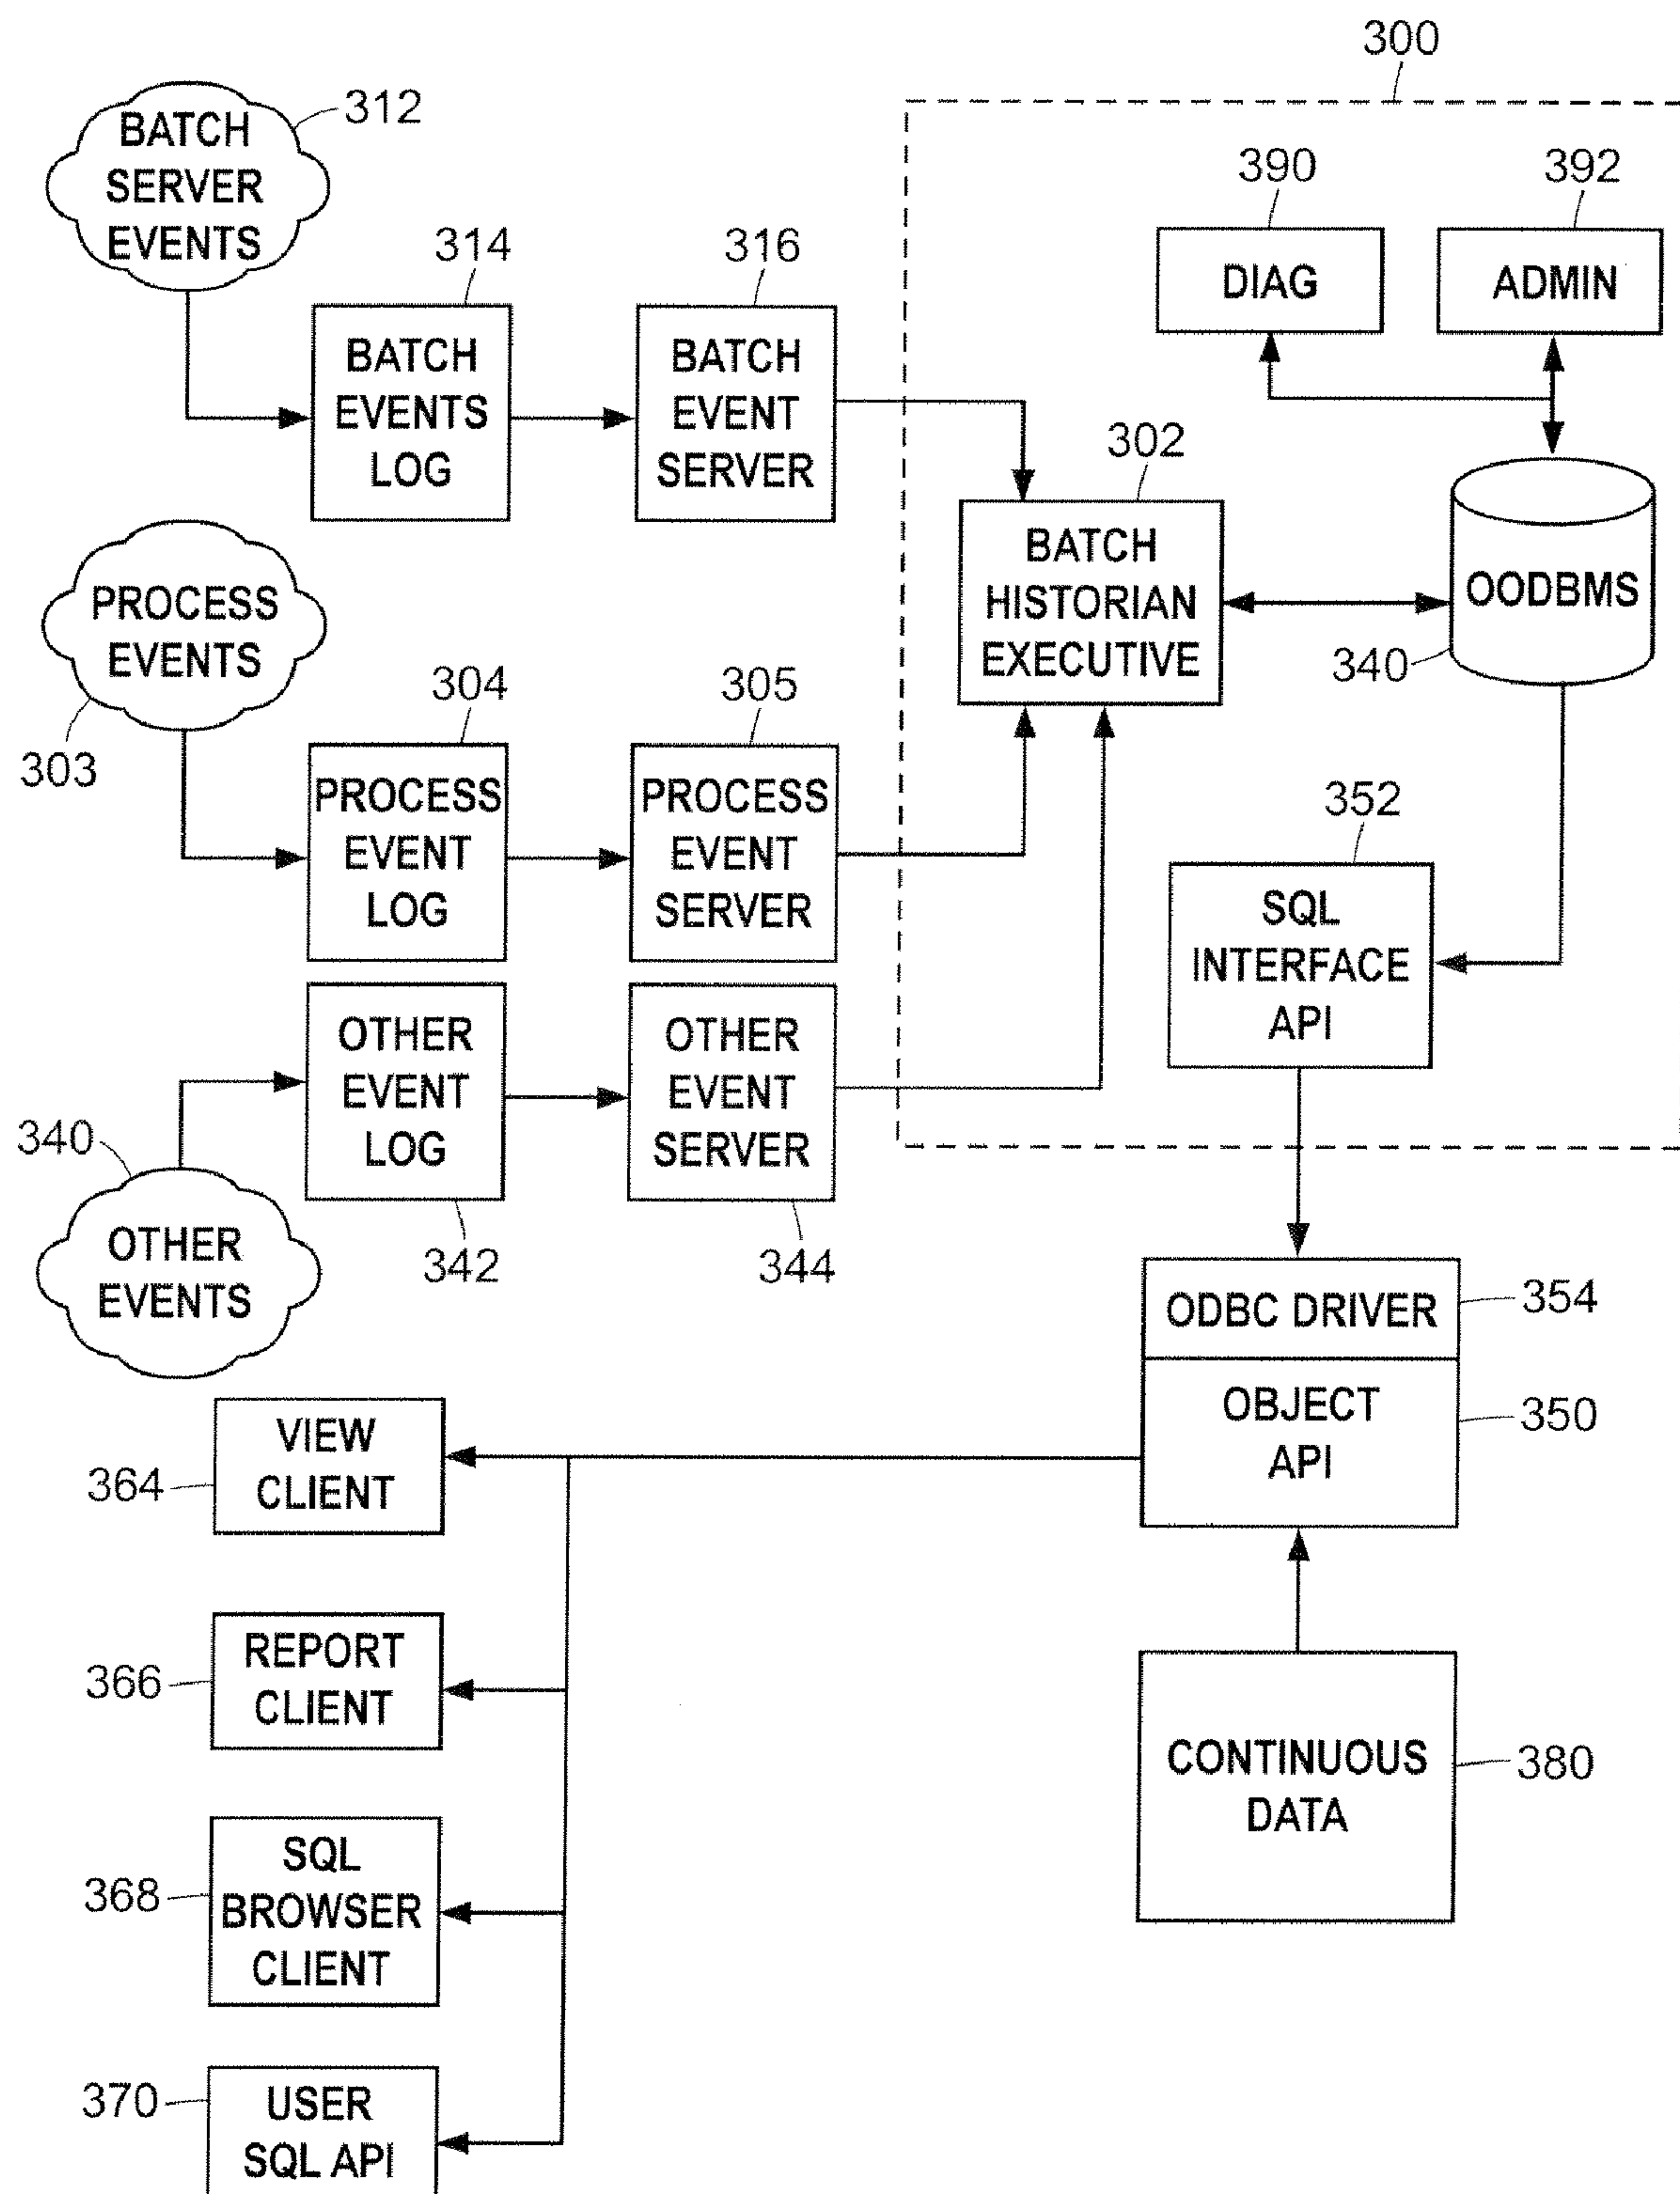 300
BATCH
SERVER
EVENTS
312
390
392
DIAG
ADMIN
314
316
BATCH
EVENTS
LOG
BATCH
EVENT
SERVER
302
BATCH
HISTORIAN
EXECUTIVE
OODBMS
340
PROCESS
EVENTS
303
304
305
PROCESS
EVENT
LOG
PROCESS
EVENT
SERVER
352
SQL
INTERFACE
API
OTHER
EVENT
LOG
OTHER
EVENT
SERVER
340
OTHER
EVENTS
342
344
ODBC DRIVER
354
OBJECT
API
350
VIEW
CLIENT
364
REPORT
CLIENT
366
CONTINUOUS
DATA
380
SQL
BROWSER
CLIENT
368
370
USER
SQL API